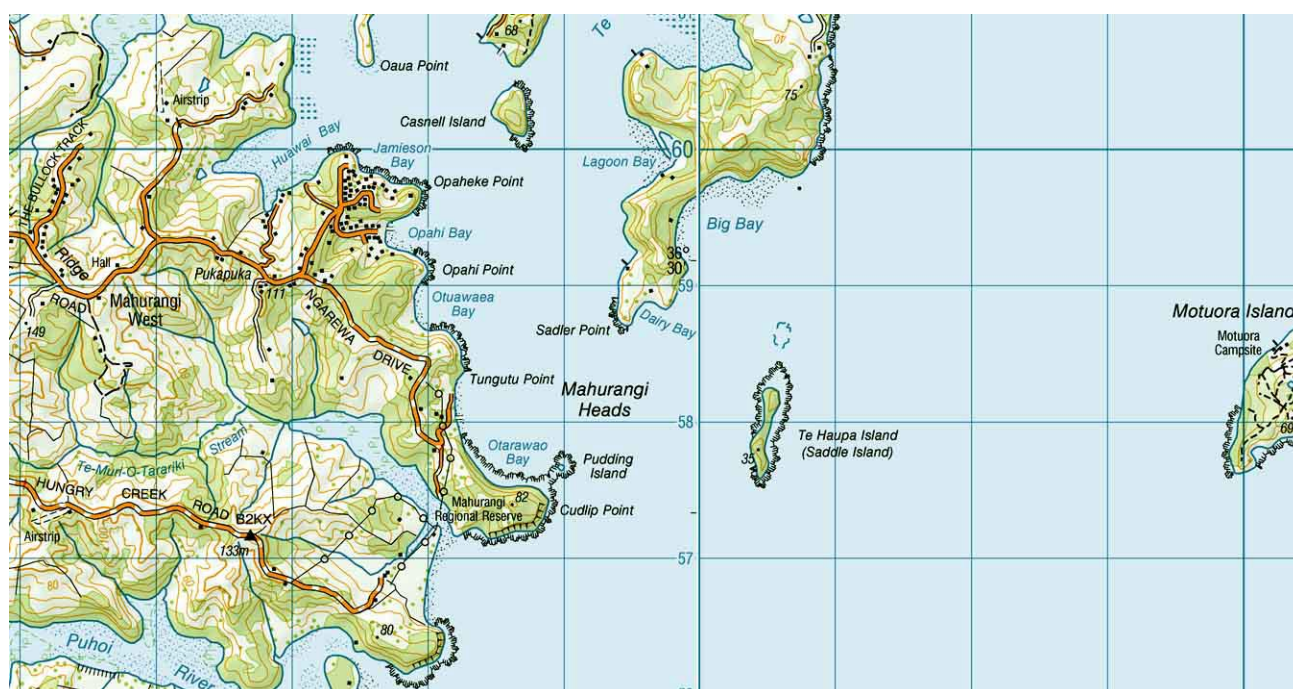 68
Te
40
Oaua Point
75
Airstrip
Casnell Island
60
THE BULLOCK TRACK
Huawai Bay
Jamieson
Bay
Lagoon Bay
Opaheke Point
Big Bay
Opahi Bay
Ridge
Hall
36°
30'
Pukapuka
Opahi Point
111
59
ROAD
Mahurangi
West
NGAREWA
DRIVE
Otuawaea
Bay
Dairy Bay
Motuora Island
149
Sadler Point
Motuora
Campsite
Tungutu Point
Mahurangi
Heads
58
69
Te Haupa Island
(Saddle Island)
35
Otarawao
Bay
Pudding
Island
Te-Muri-O-Tarariki
Stream
HUNGRY
CREEK
ROAD
B2KX
82
Mahurangi
Regional Reserve
Cudlip Point
Airstrip
133m
100
57
80
80
Puhoi
River